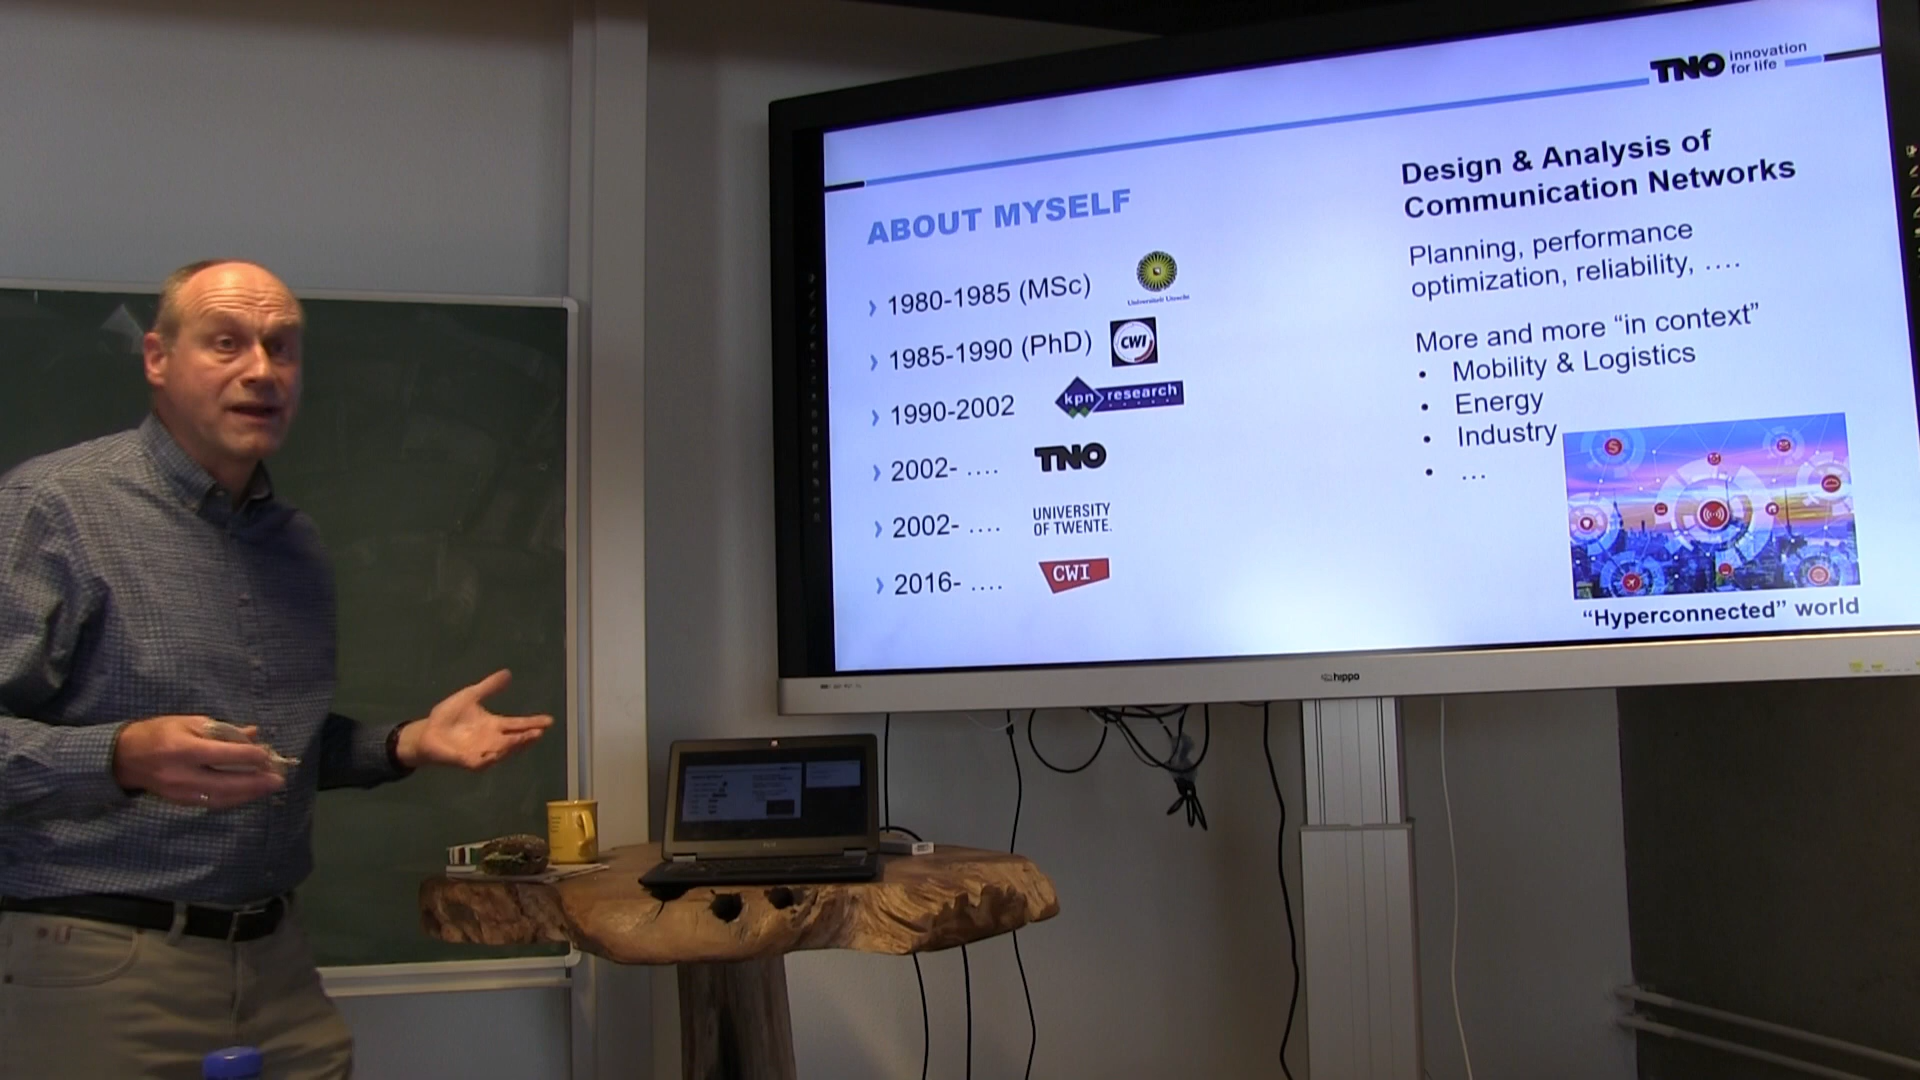 TNO innovation
for life
ABOUT MYSELF
1980-1985 (MSc)
Universiteit Utrecht
1985-1990 (PhD) CWI
1990-2002 kpn research
2002- .... TNO
2002- .... UNIVERSITY
OF TWENTE.
2016- .... CWI
Design & Analysis of
Communication Networks
Planning, performance
optimization, reliability, ....
More and more “in context”
• Mobility & Logistics
• Energy
• Industry
• ...
“Hyperconnected” world
hippo